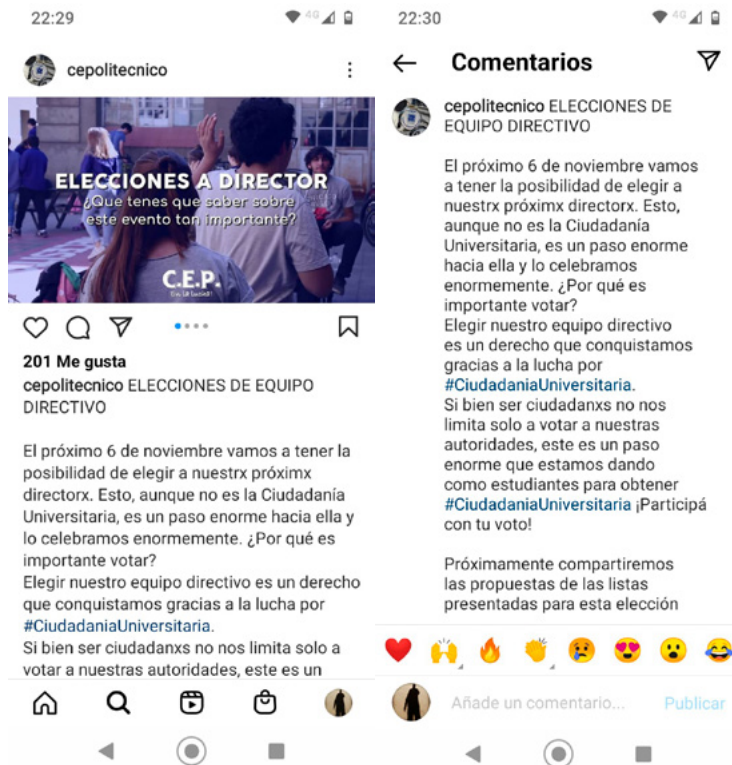 22:29
4G
cepolitecnico
ELECCIONES A DIRECTOR
¿Que tenes que saber sobre
este evento tan importante?
C.E.P.
201 Me gusta
cepolitecnico ELECCIONES DE EQUIPO
DIRECTIVO
El próximo 6 de noviembre vamos a tener la
posibilidad de elegir a nuestrx próximx
directorx. Esto, aunque no es la Ciudadanía
Universitaria, es un paso enorme hacia ella y
lo celebramos enormemente. ¿Por qué es
importante votar?
Elegir nuestro equipo directivo es un derecho
que conquistamos gracias a la lucha por
#CiudadaniaUniversitaria.
Si bien ser ciudadanxs no nos limita solo a
votar a nuestras autoridades, este es un
22:30
4G
Comentarios
cepolitecnico ELECCIONES DE
EQUIPO DIRECTIVO
El próximo 6 de noviembre vamos
a tener la posibilidad de elegir a
nuestrx próximx directorx. Esto,
aunque no es la Ciudadanía
Universitaria, es un paso enorme
hacia ella y lo celebramos
enormemente. ¿Por qué es
importante votar?
Elegir nuestro equipo directivo
es un derecho que conquistamos
gracias a la lucha por
#CiudadaniaUniversitaria.
Si bien ser ciudadanxs no nos
limita solo a votar a nuestras
autoridades, este es un paso
enorme que estamos dando
como estudiantes para obtener
#CiudadaniaUniversitaria ¡Participá
con tu voto!
Próximamente compartiremos
las propuestas de las listas
presentadas para esta elección
Añade un comentario...
Publicar